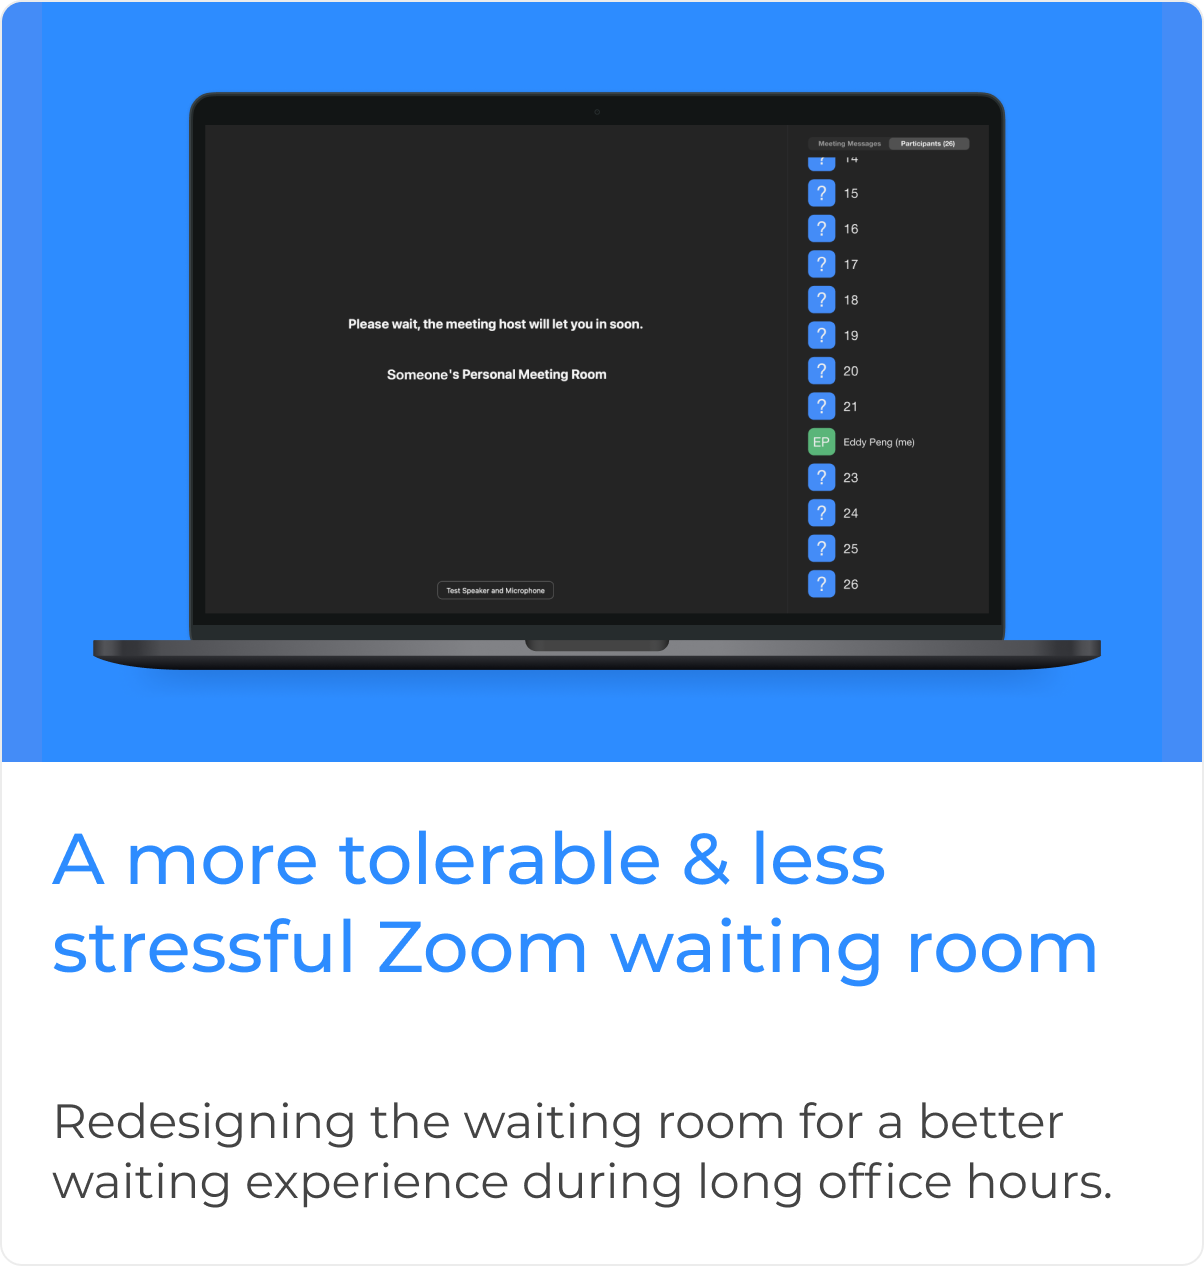 Meeting Messages Participants (26)
? 14
? 15
? 16
? 17
? 18
? 19
? 20
? 21
EP Eddy Peng (me)
? 23
? 24
? 25
? 26
Please wait, the meeting host will let you in soon.
Someone's Personal Meeting Room
Test Speaker and Microphone
A more tolerable & less
stressful Zoom waiting room
Redesigning the waiting room for a better
waiting experience during long office hours.